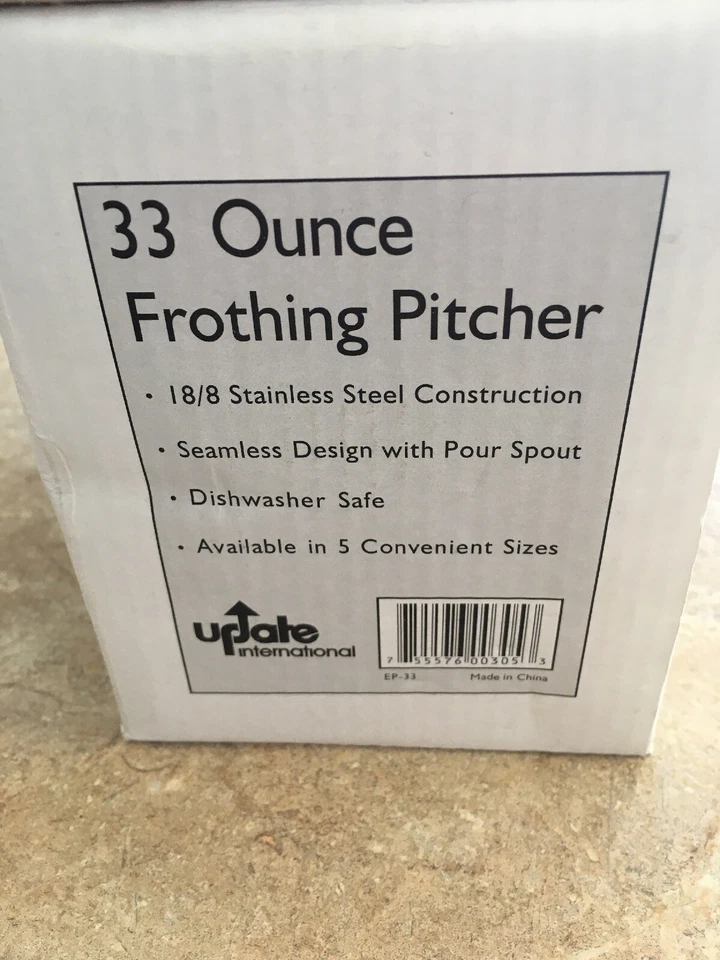 33 Ounce
Frothing Pitcher
• 18/8 Stainless Steel Construction
• Seamless Design with Pour Spout
• Dishwasher Safe
• Available in 5 Convenient Sizes
update
international
7 55576 00305 3
EP-33 Made in China